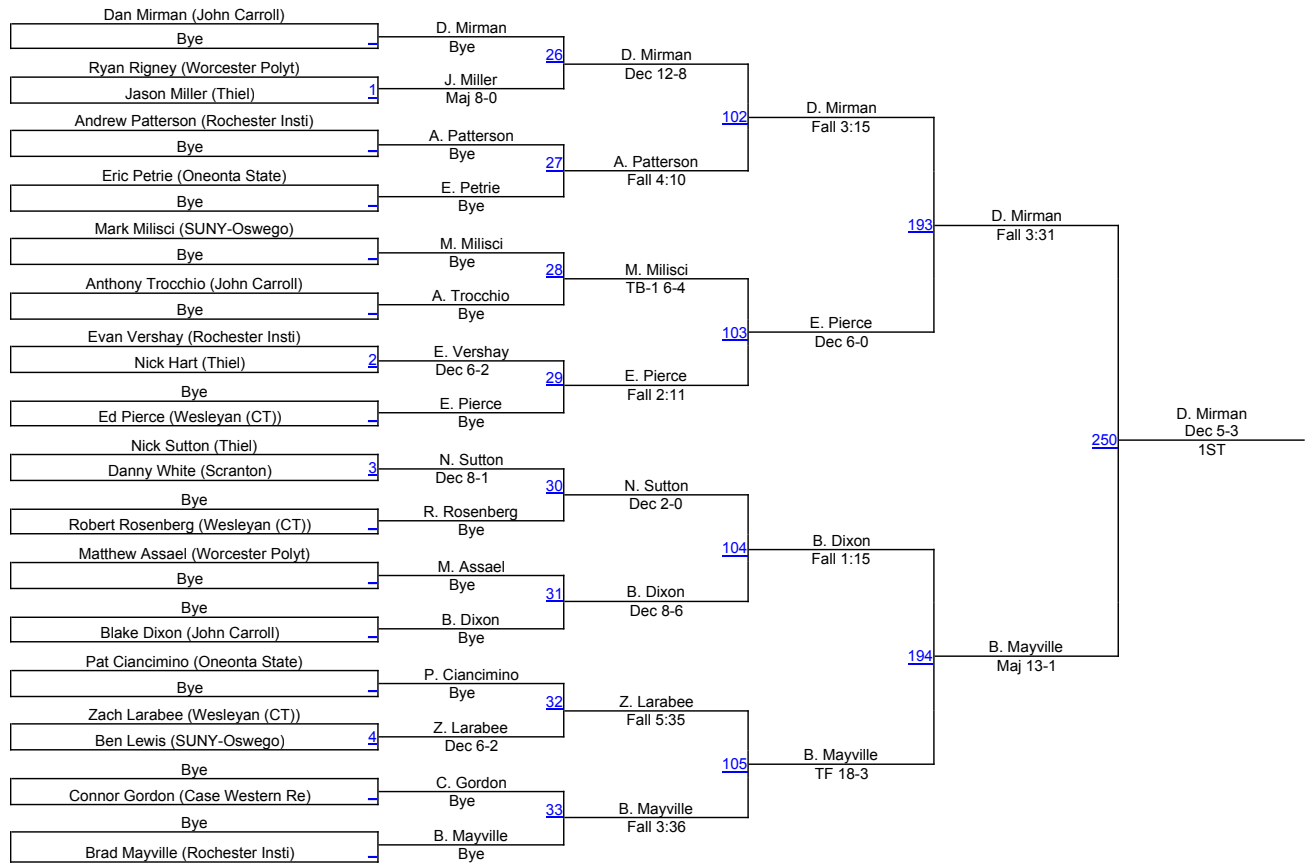 Dan Mirman (John Carroll)
Bye
Ryan Rigney (Worcester Polyt)
Jason Miller (Thiel)
1
Andrew Patterson (Rochester Insti)
Bye
Eric Petrie (Oneonta State)
Bye
Mark Milisci (SUNY-Oswego)
Bye
Anthony Trocchio (John Carroll)
Bye
Evan Vershay (Rochester Insti)
Nick Hart (Thiel)
2
Bye
Ed Pierce (Wesleyan (CT))
Nick Sutton (Thiel)
Danny White (Scranton)
3
Bye
Robert Rosenberg (Wesleyan (CT))
Matthew Assael (Worcester Polyt)
Bye
Bye
Blake Dixon (John Carroll)
Pat Ciancimino (Oneonta State)
Bye
Zach Larabee (Wesleyan (CT))
Ben Lewis (SUNY-Oswego)
4
Bye
Connor Gordon (Case Western Re)
Bye
Brad Mayville (Rochester Insti)
D. Mirman
Bye
26
J. Miller
Maj 8-0
A. Patterson
Bye
27
E. Petrie
Bye
M. Milisci
Bye
28
A. Trocchio
Bye
E. Vershay
Dec 6-2
29
E. Pierce
Bye
N. Sutton
Dec 8-1
30
R. Rosenberg
Bye
M. Assael
Bye
31
B. Dixon
Bye
P. Ciancimino
Bye
32
Z. Larabee
Dec 6-2
C. Gordon
Bye
33
B. Mayville
Bye
D. Mirman
Dec 12-8
102
A. Patterson
Fall 4:10
M. Milisci
TB-1 6-4
103
E. Pierce
Fall 2:11
N. Sutton
Dec 2-0
104
B. Dixon
Dec 8-6
Z. Larabee
Fall 5:35
105
B. Mayville
Fall 3:36
D. Mirman
Fall 3:15
193
E. Pierce
Dec 6-0
B. Dixon
Fall 1:15
194
B. Mayville
TF 18-3
D. Mirman
Fall 3:31
250
B. Mayville
Maj 13-1
D. Mirman
Dec 5-3
1ST